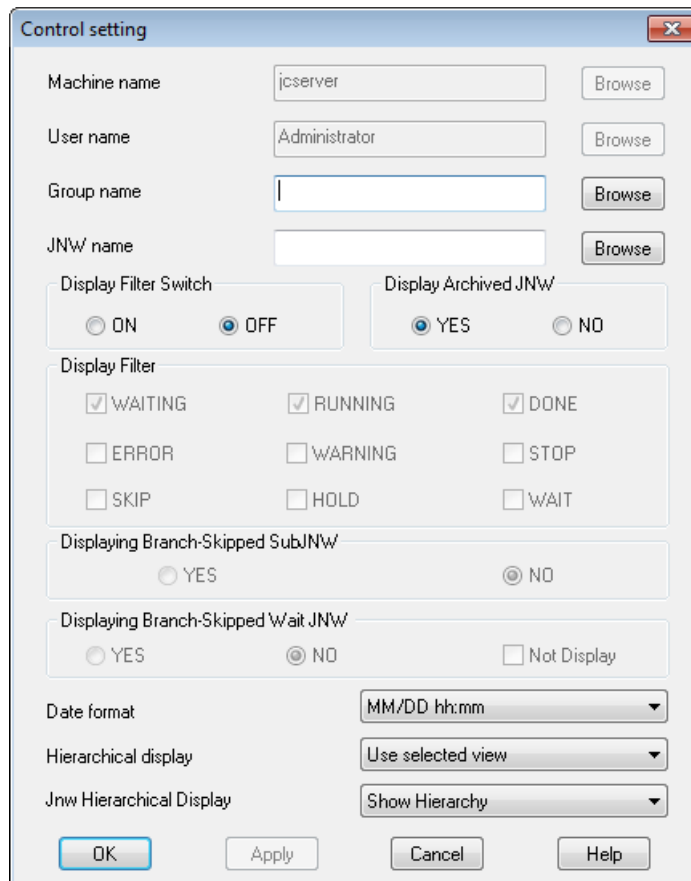 Control setting
Machine name jcserver Browse
User name Administrator Browse
Group name Browse
JNW name Browse
Display Filter Switch Display Archived JNW
ON OFF YES NO
Display Filter
WAITING RUNNING DONE
ERROR WARNING STOP
SKIP HOLD WAIT
Displaying Branch-Skipped SubJNW
YES NO
Displaying Branch-Skipped Wait JNW
YES NO Not Display
Date format MM/DD hh:mm
Hierarchical display Use selected view
Jnw Hierarchical Display Show Hierarchy
OK Apply Cancel Help